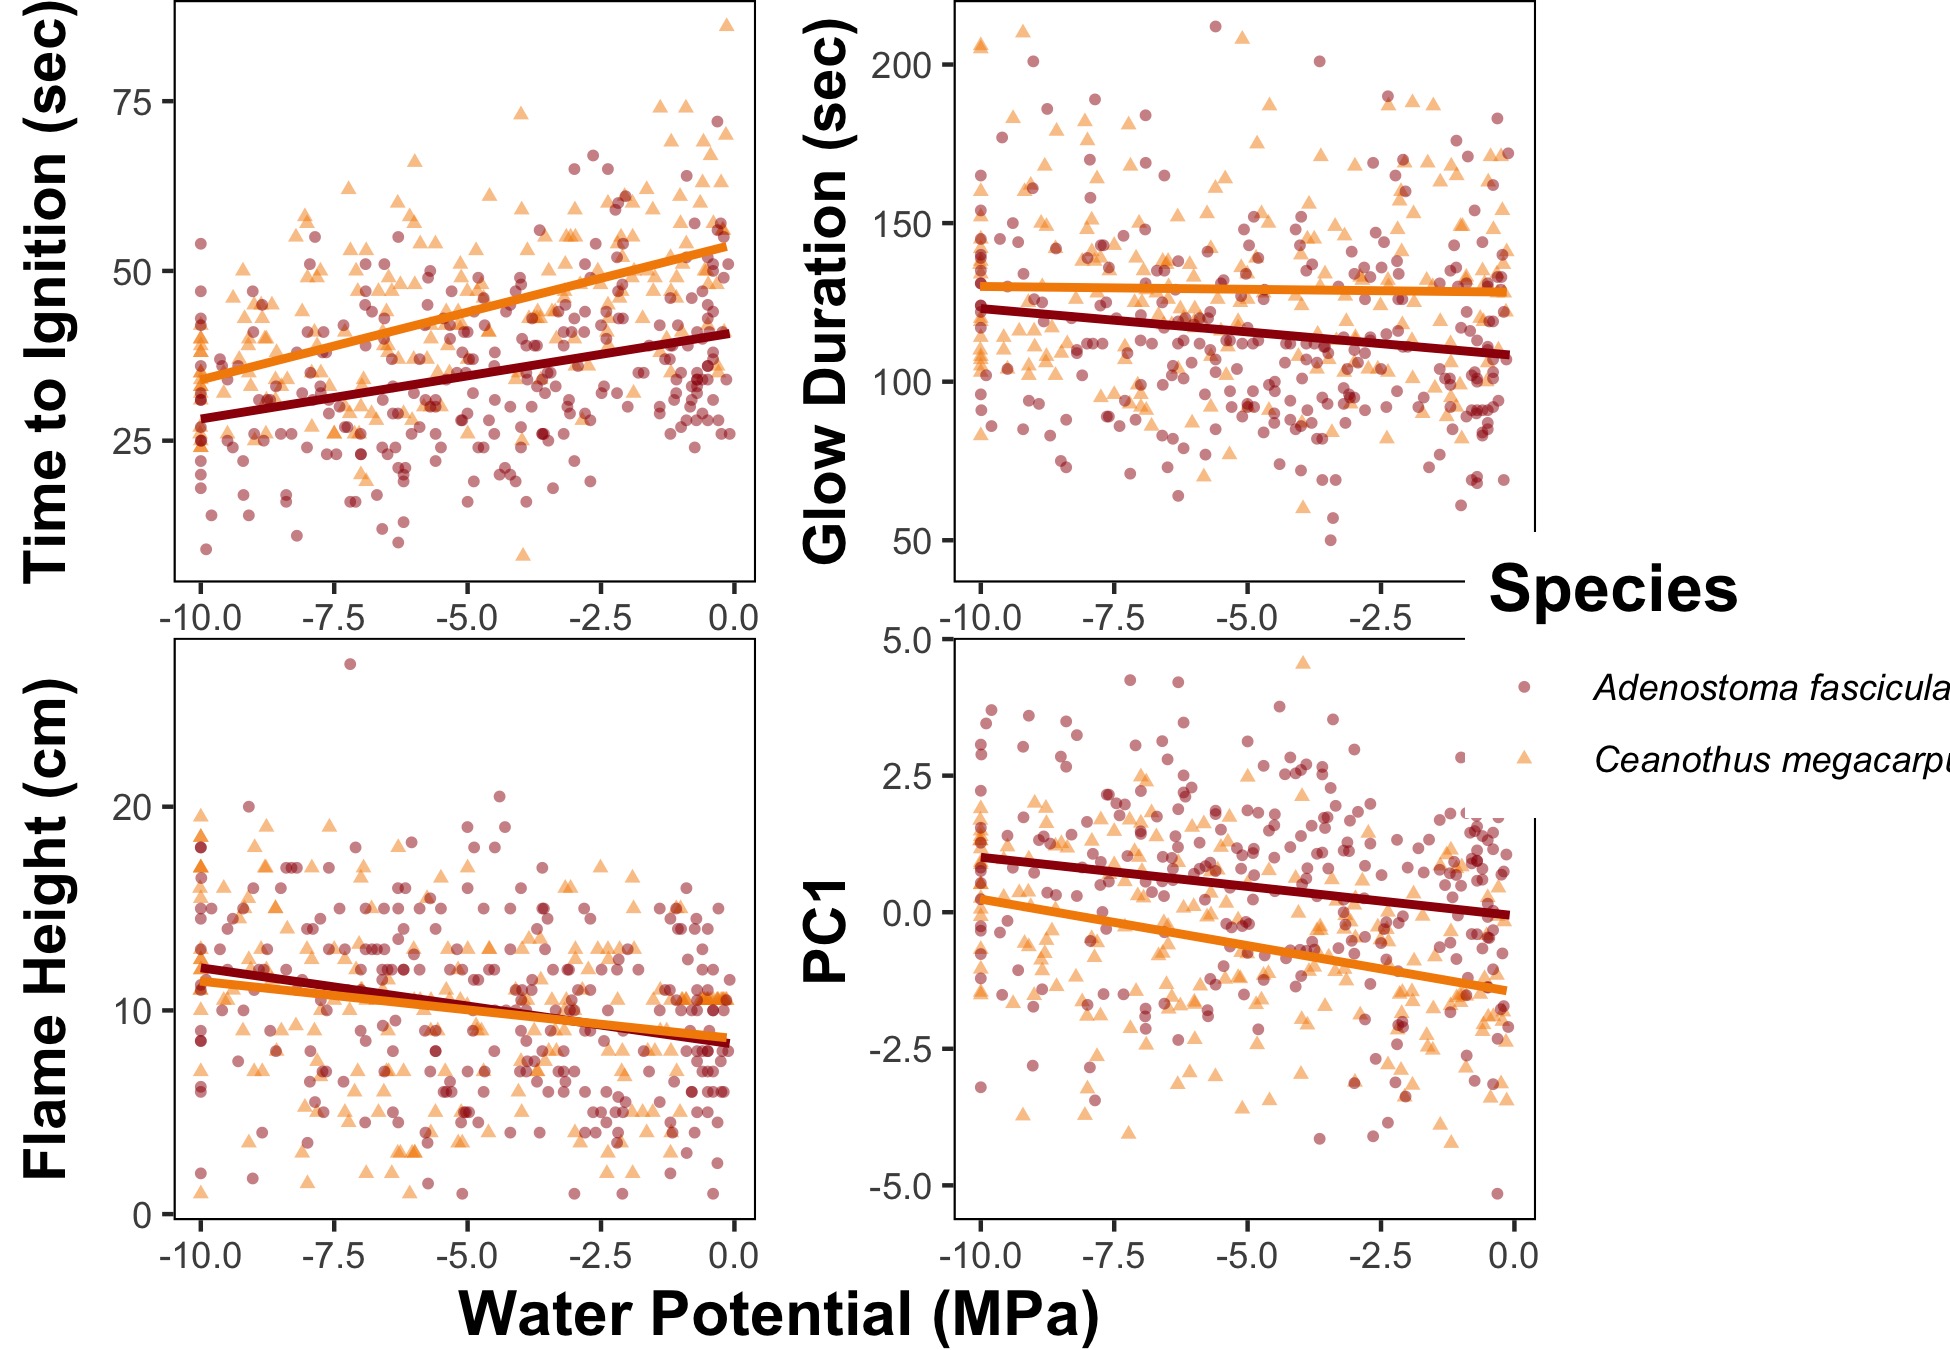 Time to Ignition (sec)
75
50
25
-10.0 -7.5 -5.0 -2.5 0.0
Glow Duration (sec)
200
150
100
50
-10.0 -7.5 -5.0 -2.5
Species
Adenostoma fascicula
Ceanothus megacarpu
Flame Height (cm)
20
10
0
-10.0 -7.5 -5.0 -2.5 0.0
PC1
5.0
2.5
0.0
-2.5
-5.0
-10.0 -7.5 -5.0 -2.5 0.0
Water Potential (MPa)